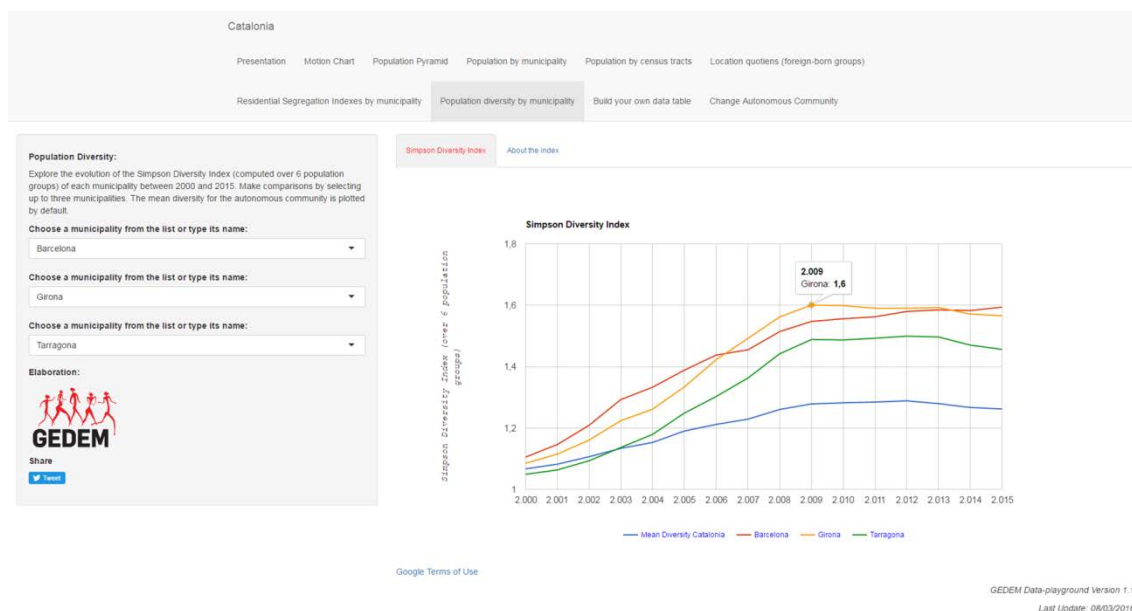 Catalonia
Presentation Motion Chart Population Pyramid Population by municipality Population by census tracts Location quotiens (foreign-born groups)
Residential Segregation Indexes by municipality Population diversity by municipality Build your own data table Change Autonomous Community
Population Diversity:
Explore the evolution of the Simpson Diversity Index (computed over 6 population
groups) of each municipality between 2000 and 2015. Make comparisons by selecting
up to three municipalities. The mean diversity for the autonomous community is plotted
by default.
Choose a municipality from the list or type its name:
Barcelona
Choose a municipality from the list or type its name:
Girona
Choose a municipality from the list or type its name:
Tarragona
Elaboration:
GEDEM
Share
Tweet
Simpson Diversity Index About the index
Simpson Diversity Index
Simpson Diversity Index (over 6 population
groups)
1,8
1,6
1,4
1,2
1
2.009
Girona: 1,6
2.000 2.001 2.002 2.003 2.004 2.005 2.006 2.007 2.008 2.009 2.010 2.011 2.012 2.013 2.014 2.015
Mean Diversity Catalonia Barcelona Girona Tarragona
Google Terms of Use
GEDEM Data-playground Version 1.1
Last Update: 08/03/2016